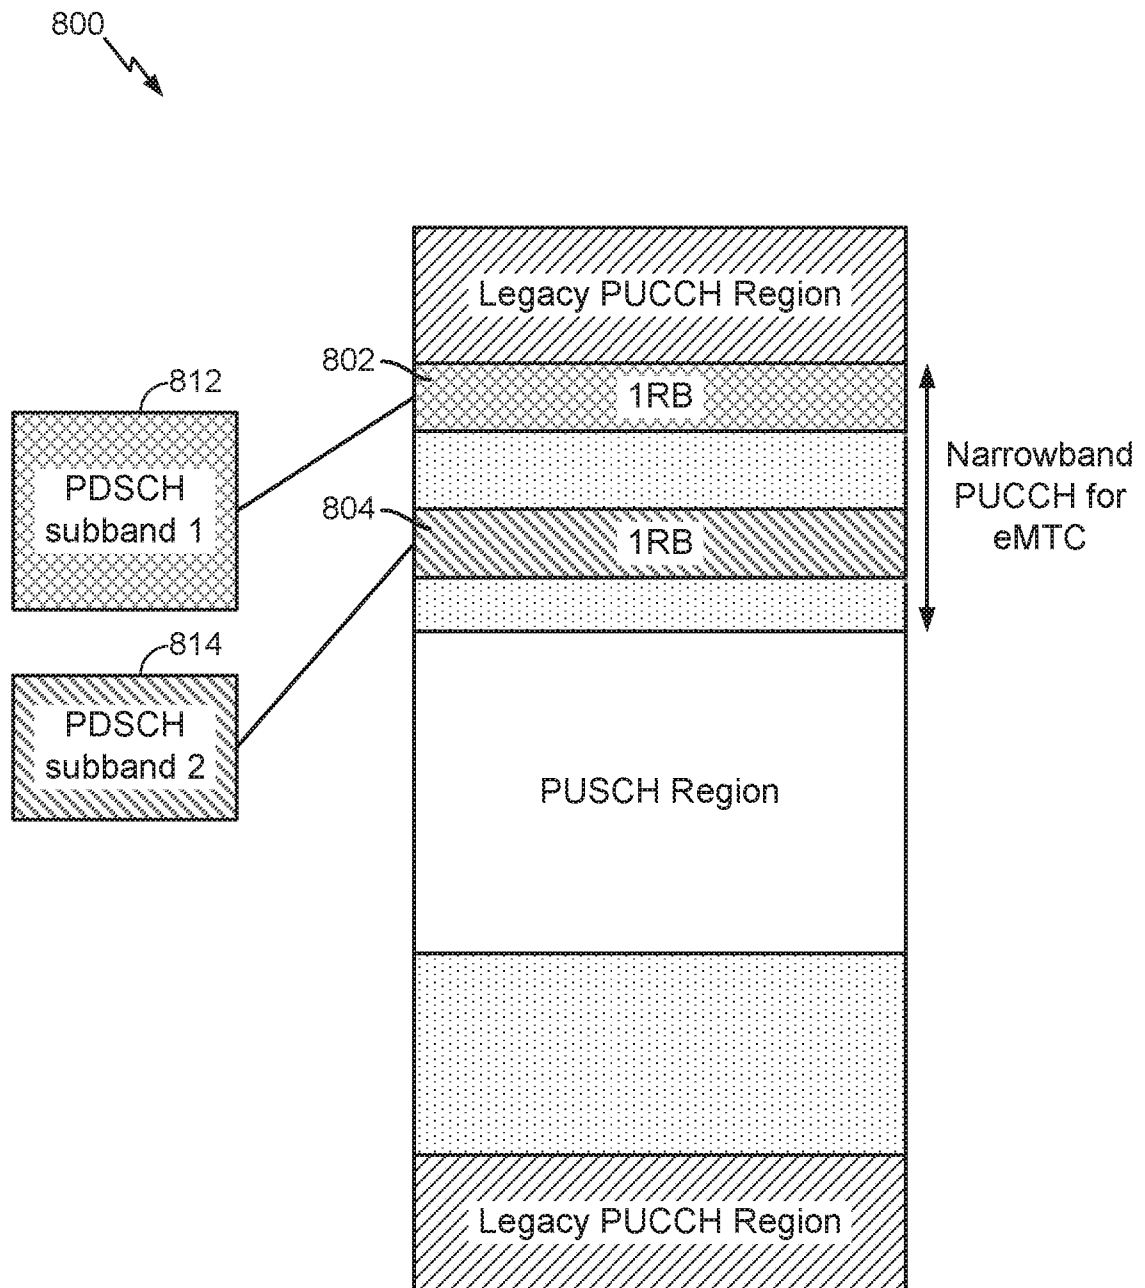 800
Legacy PUCCH Region
802
1RB
812
PDSCH
subband 1
Narrowband
PUCCH for
eMTC
804
1RB
814
PDSCH
subband 2
PUSCH Region
Legacy PUCCH Region